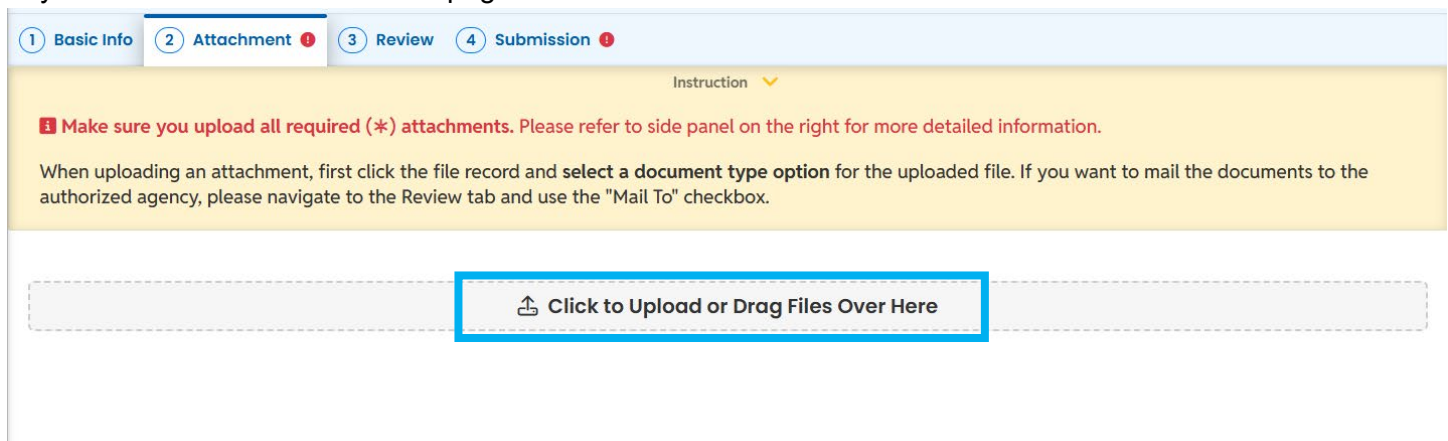 1 Basic Info 2 Attachment ! 3 Review 4 Submission !
Instruction
i Make sure you upload all required (*) attachments. Please refer to side panel on the right for more detailed information.
When uploading an attachment, first click the file record and select a document type option for the uploaded file. If you want to mail the documents to the
authorized agency, please navigate to the Review tab and use the "Mail To" checkbox.
Click to Upload or Drag Files Over Here